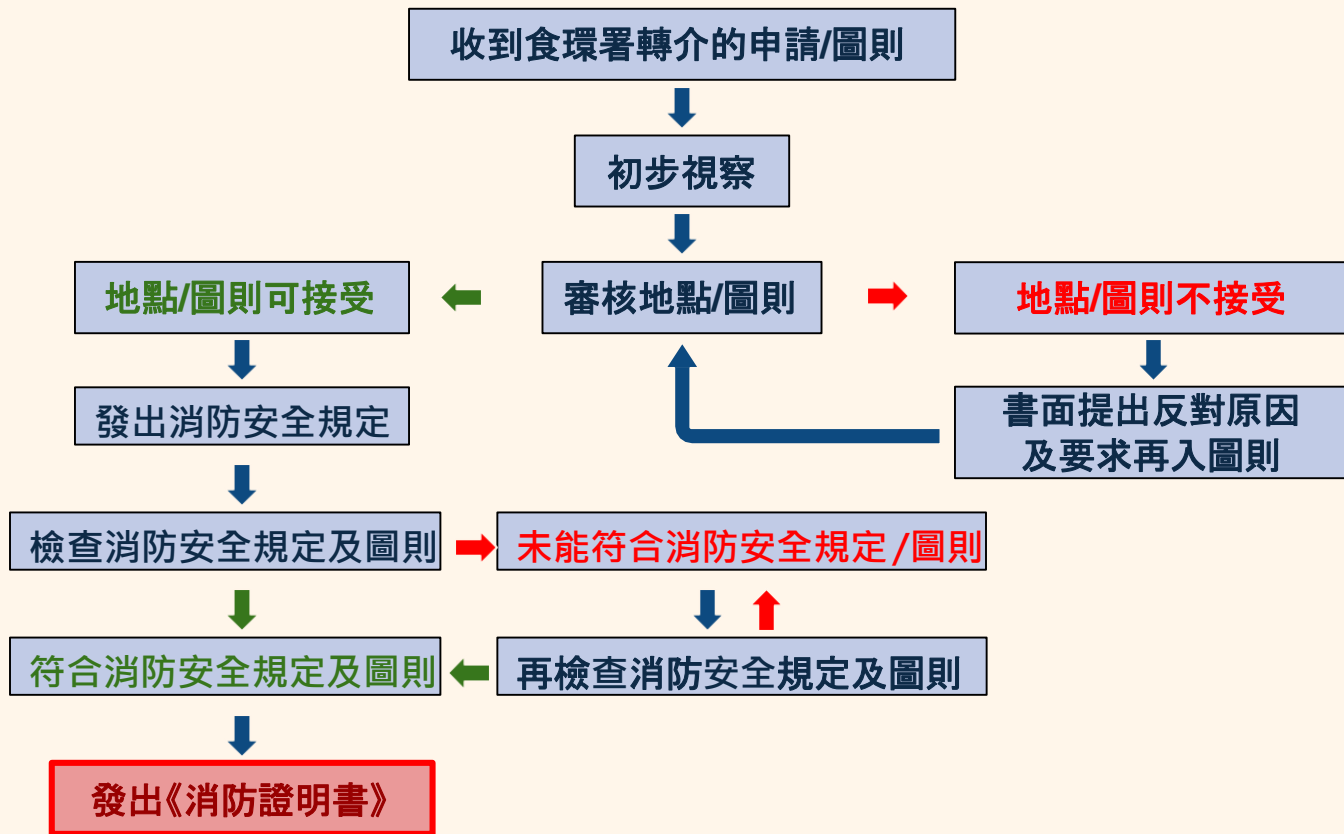 收到食環署轉介的申請/圖則
初步視察
地點/圖則可接受
審核地點/圖則
地點/圖則不接受
發出消防安全規定
書面提出反對原因
及要求再入圖則
檢查消防安全規定及圖則
未能符合消防安全規定/圖則
符合消防安全規定及圖則
再檢查消防安全規定及圖則
發出《消防證明書》